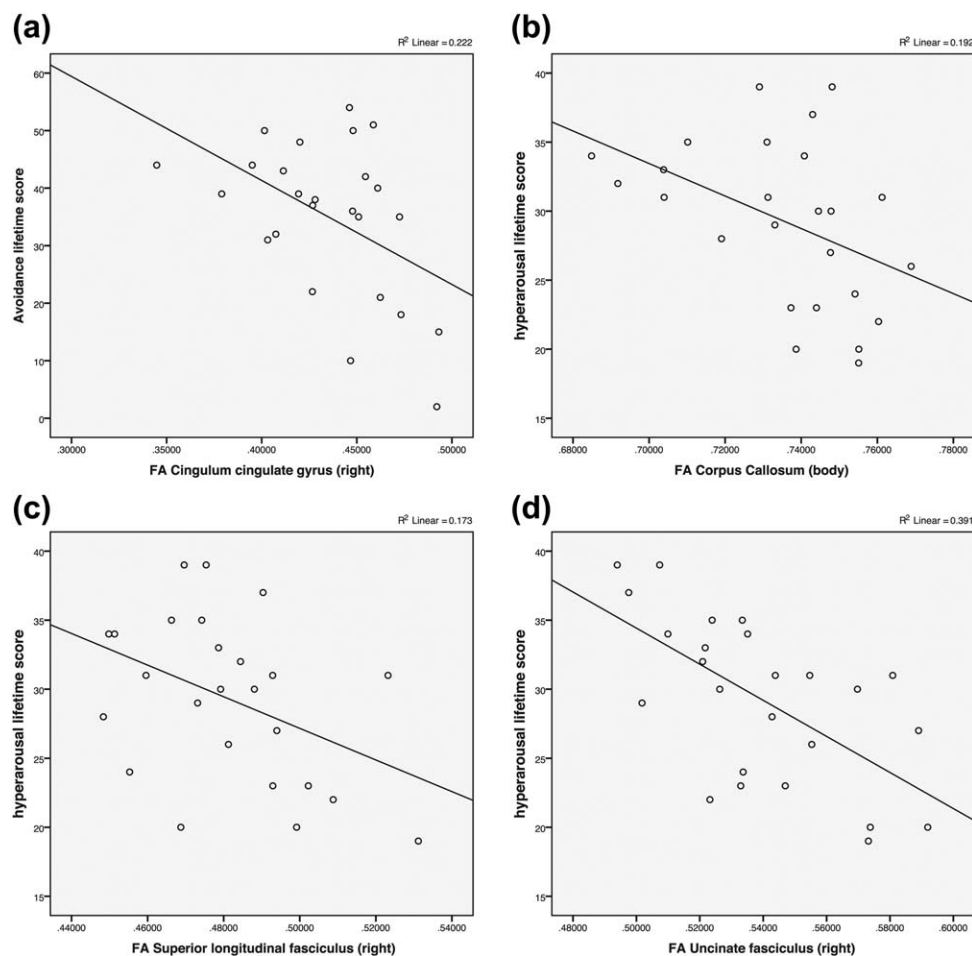 (a)
R² Linear = 0.222
Avoidance lifetime score
60
50
40
30
20
10
0
.30000 .35000 .40000 .45000 .50000
FA Cingulum cingulate gyrus (right)
(b)
R² Linear = 0.192
hyperarousal lifetime score
40
35
30
25
20
15
.68000 .70000 .72000 .74000 .76000 .78000
FA Corpus Callosum (body)
(c)
R² Linear = 0.173
hyperarousal lifetime score
40
35
30
25
20
15
.44000 .46000 .48000 .50000 .52000 .54000
FA Superior longitudinal fasciculus (right)
(d)
R² Linear = 0.391
hyperarousal lifetime score
40
35
30
25
20
15
.48000 .50000 .52000 .54000 .56000 .58000 .60000
FA Uncinate fasciculus (right)